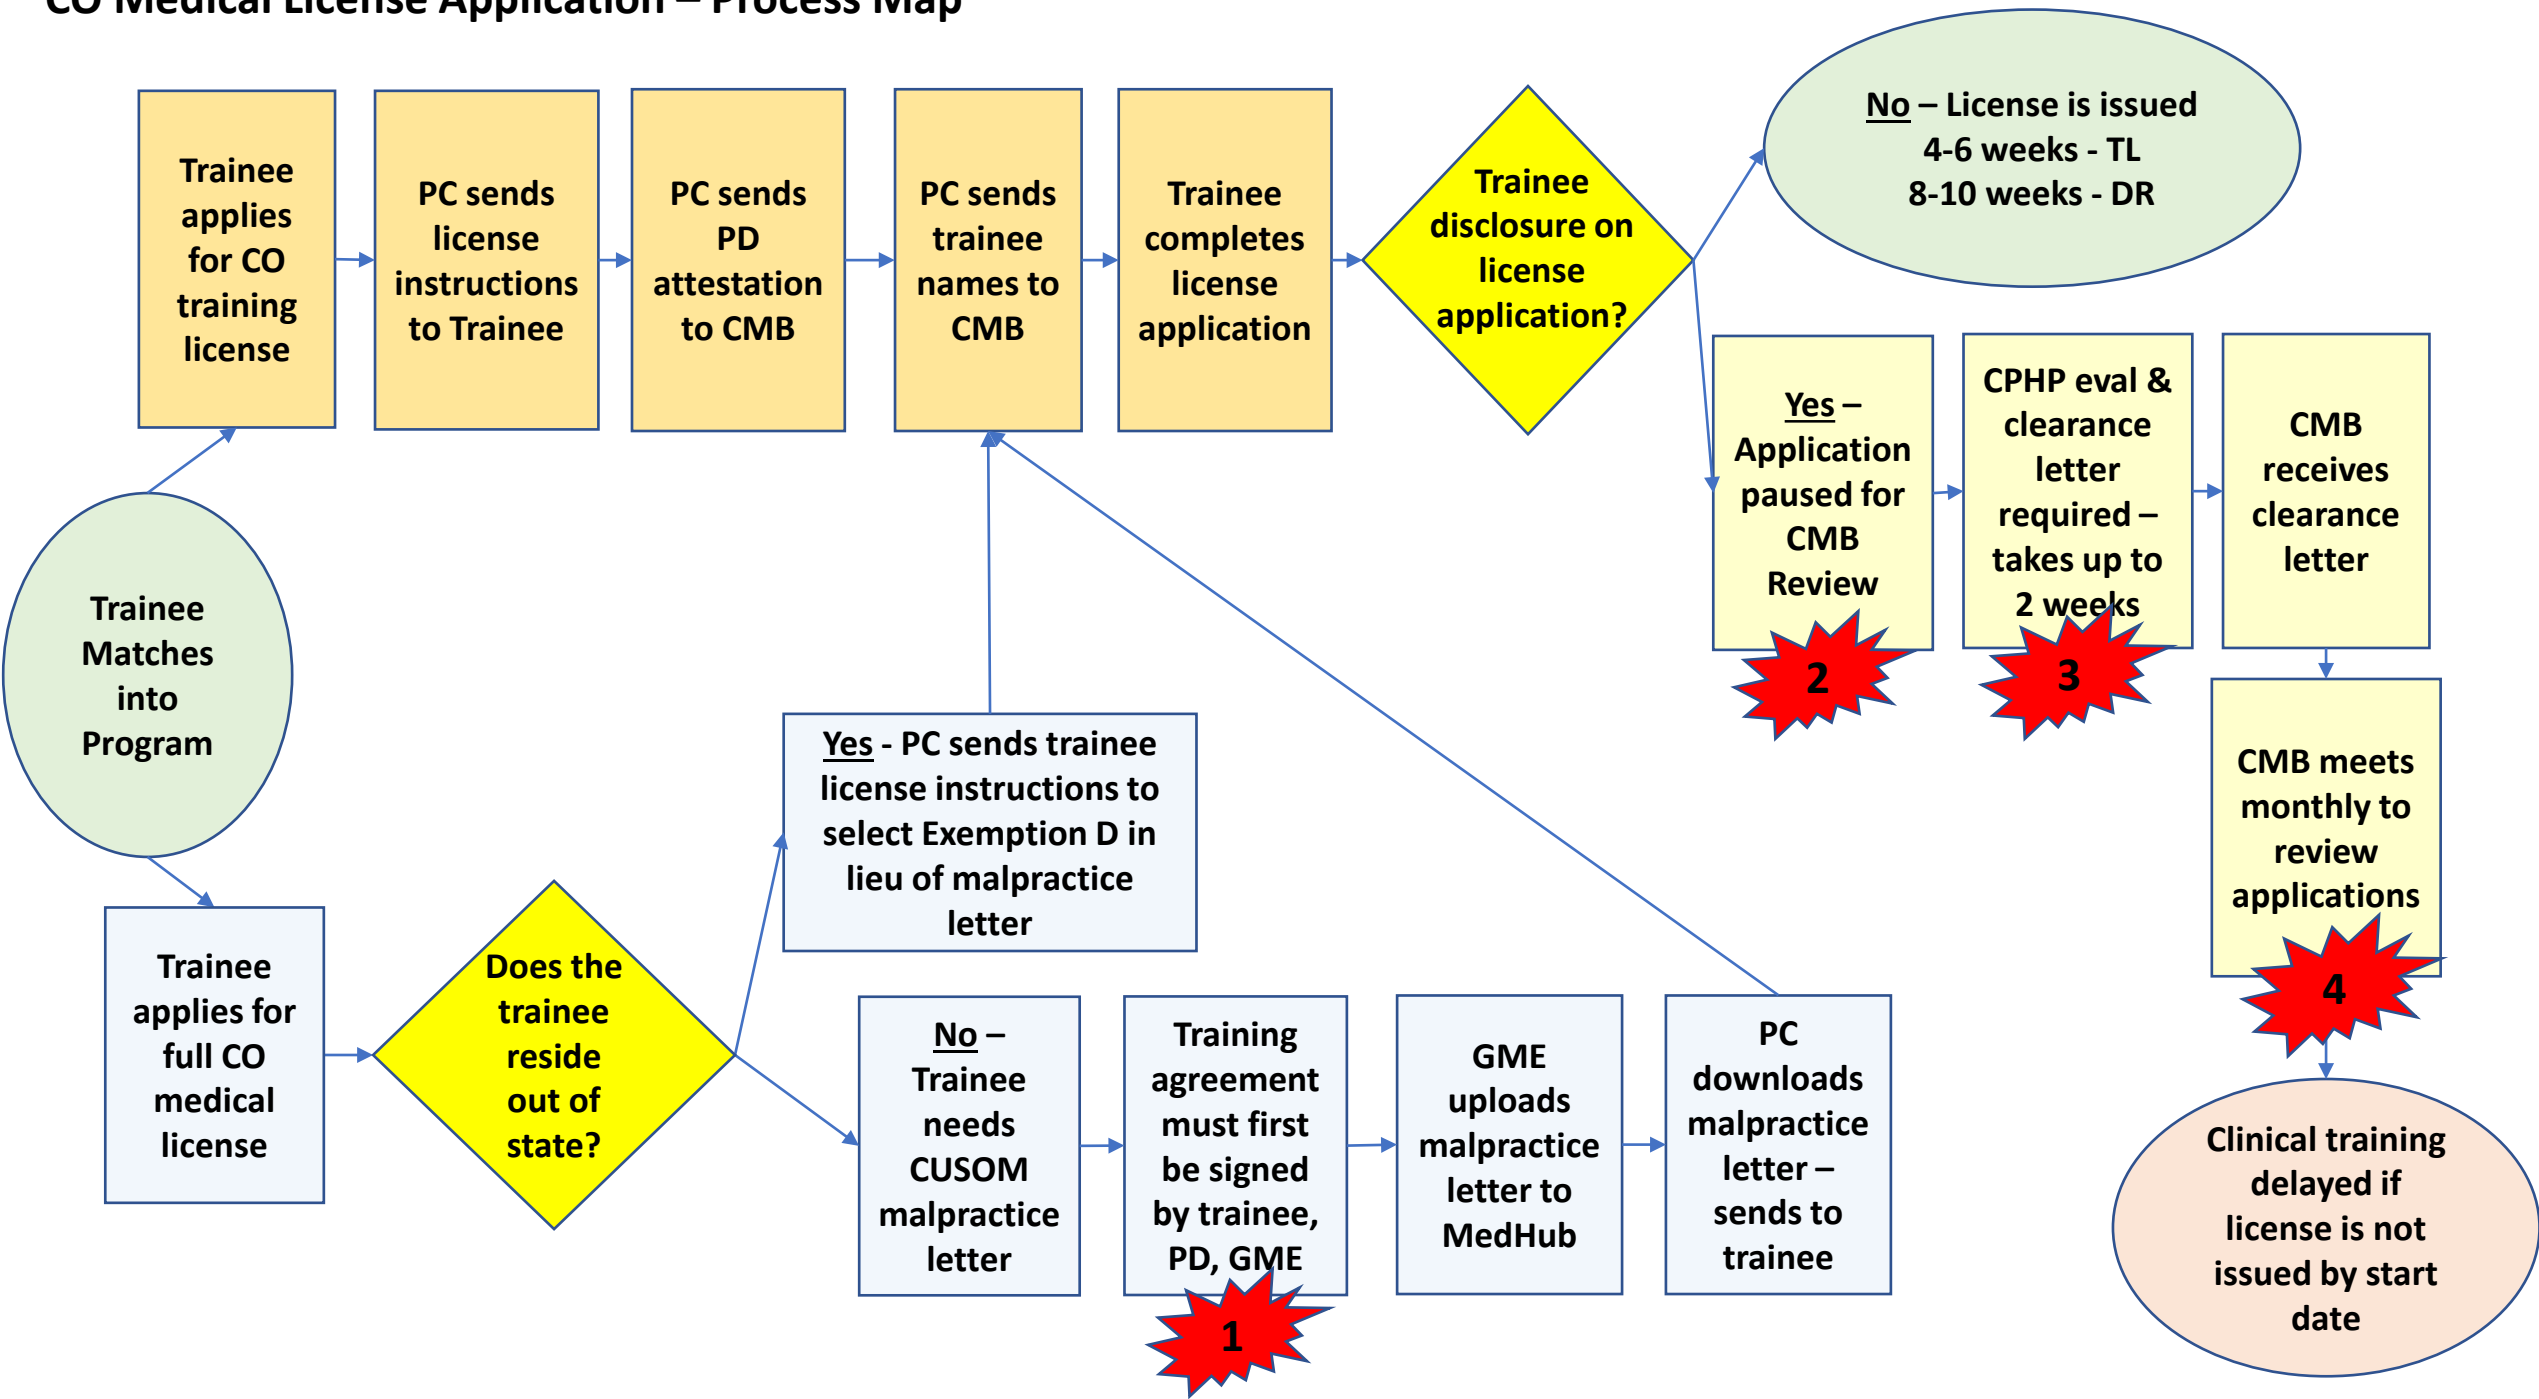 CO Medical License Application – Process Map
Trainee
applies
for CO
training
license
PC sends
license
instructions
to Trainee
PC sends
PD
attestation
to CMB
PC sends
trainee
names to
CMB
Trainee
completes
license
application
Trainee
disclosure on
license
application?
No – License is issued
4-6 weeks - TL
8-10 weeks - DR
Yes –
Application
paused for
CMB
Review
2
CPHP eval &
clearance
letter
required –
takes up to
2 weeks
3
CMB
receives
clearance
letter
CMB meets
monthly to
review
applications
4
Clinical training
delayed if
license is not
issued by start
date
Trainee
Matches
into
Program
Trainee
applies for
full CO
medical
license
Does the
trainee
reside
out of
state?
Yes - PC sends trainee
license instructions to
select Exemption D in
lieu of malpractice
letter
No –
Trainee
needs
CUSOM
malpractice
letter
Training
agreement
must first
be signed
by trainee,
PD, GME
1
GME
uploads
malpractice
letter to
MedHub
PC
downloads
malpractice
letter –
sends to
trainee